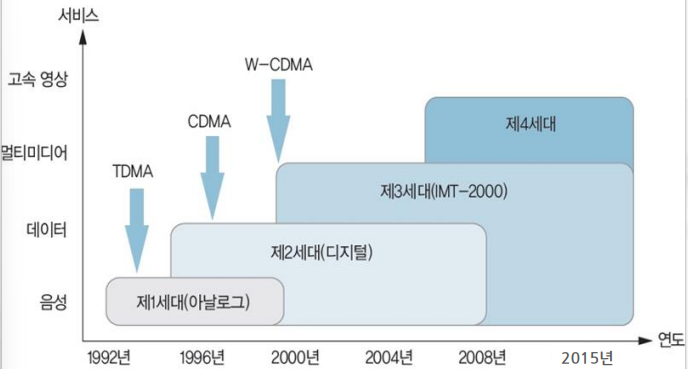 서비스
고속 영상
멀티미디어
데이터
음성
W-CDMA
CDMA
TDMA
제4세대
제3세대(IMT-2000)
제2세대(디지털)
제1세대(아날로그)
연도
1992년 1996년 2000년 2004년 2008년 2015년